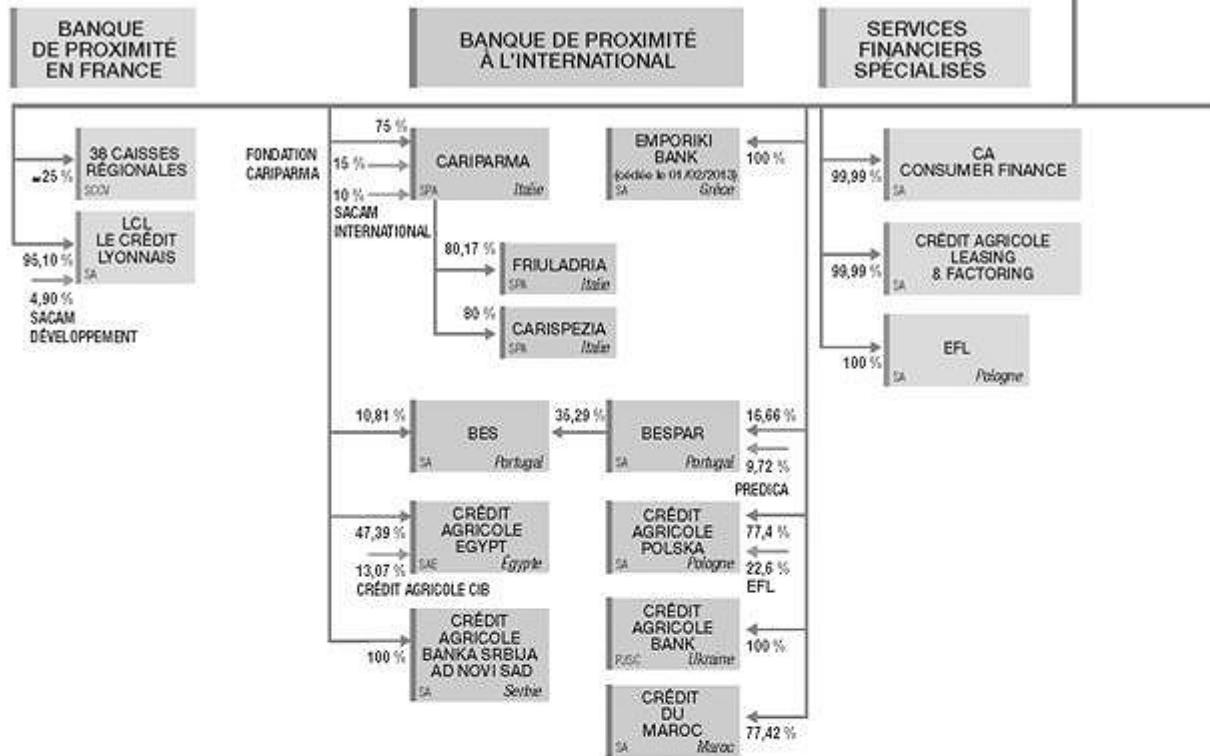 BANQUE
DE PROXIMITÉ
EN FRANCE
BANQUE DE PROXIMITÉ
À L'INTERNATIONAL
SERVICES
FINANCIERS
SPÉCIALISÉS
38 CAISSES
RÉGIONALES
SCCV
≈25 %
LCL
LE CRÉDIT
LYONNAIS
SA
95,10 %
4,90 %
SACAM
DÉVELOPPEMENT
75 %
FONDATION
CARIPARMA
15 %
10 %
SACAM
INTERNATIONAL
CARIPARMA
SPA Italie
80,17 %
FRIULADRIA
SPA Italie
80 %
CARISPEZIA
SPA Italie
EMPORIKI
BANK
(cédée le 01/02/2013)
SA Grèce
100 %
10,81 %
BES
SA Portugal
35,29 %
BESPAR
SA Portugal
16,66 %
9,72 %
PREDICA
47,39 %
13,07 %
CRÉDIT AGRICOLE CIB
CRÉDIT
AGRICOLE
EGYPT
SAE Égypte
CRÉDIT
AGRICOLE
POLSKA
SA Pologne
77,4 %
22,6 %
EFL
100 %
CRÉDIT
AGRICOLE
BANKA SRBIJA
AD NOVI SAD
SA Serbie
CRÉDIT
AGRICOLE
BANK
PJSC Ukraine
100 %
CRÉDIT
DU
MAROC
SA Maroc
77,42 %
99,99 %
CA
CONSUMER FINANCE
SA
99,99 %
CRÉDIT AGRICOLE
LEASING
& FACTORING
SA
100 %
EFL
SA Pologne